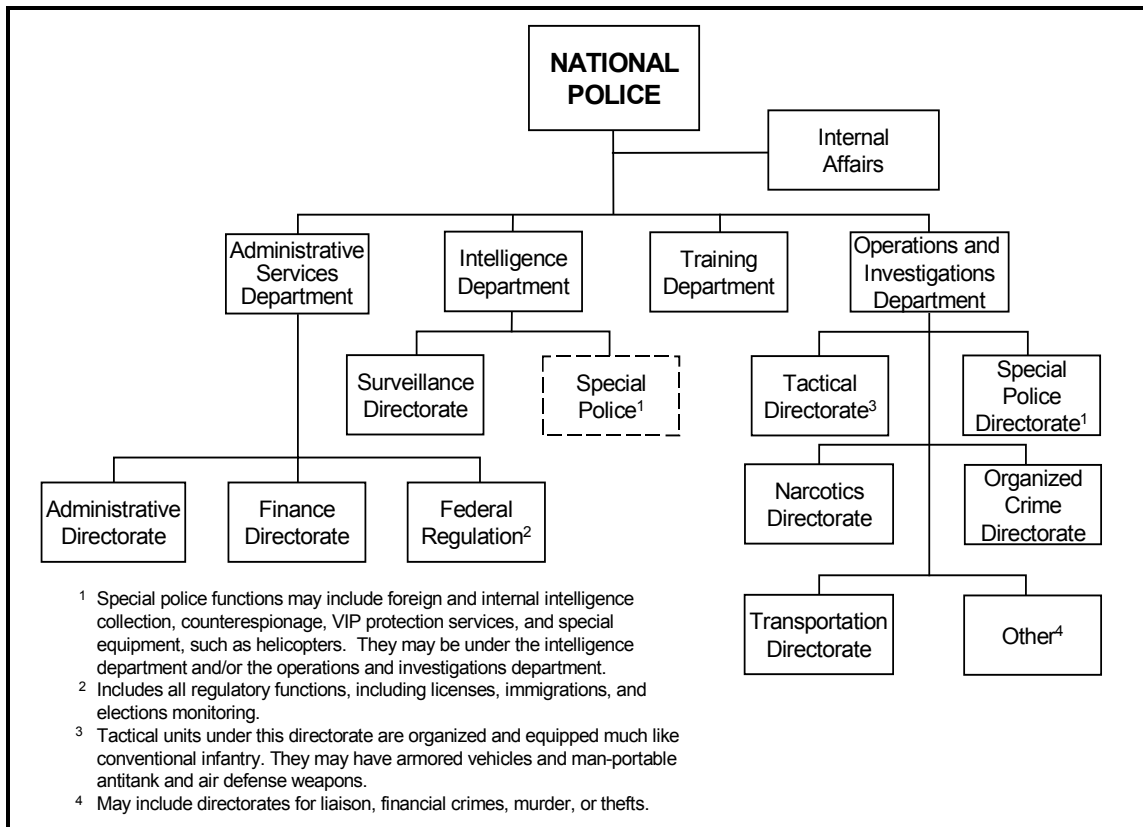 NATIONAL
POLICE
Internal
Affairs
Administrative
Services
Department
Intelligence
Department
Training
Department
Operations and
Investigations
Department
Surveillance
Directorate
Special
Police¹
Tactical
Directorate³
Special
Police
Directorate¹
Administrative
Directorate
Finance
Directorate
Federal
Regulation²
Narcotics
Directorate
Organized
Crime
Directorate
Transportation
Directorate
Other⁴
¹ Special police functions may include foreign and internal intelligence
collection, counterespionage, VIP protection services, and special
equipment, such as helicopters. They may be under the intelligence
department and/or the operations and investigations department.
² Includes all regulatory functions, including licenses, immigrations, and
elections monitoring.
³ Tactical units under this directorate are organized and equipped much like
conventional infantry. They may have armored vehicles and man-portable
antitank and air defense weapons.
⁴ May include directorates for liaison, financial crimes, murder, or thefts.